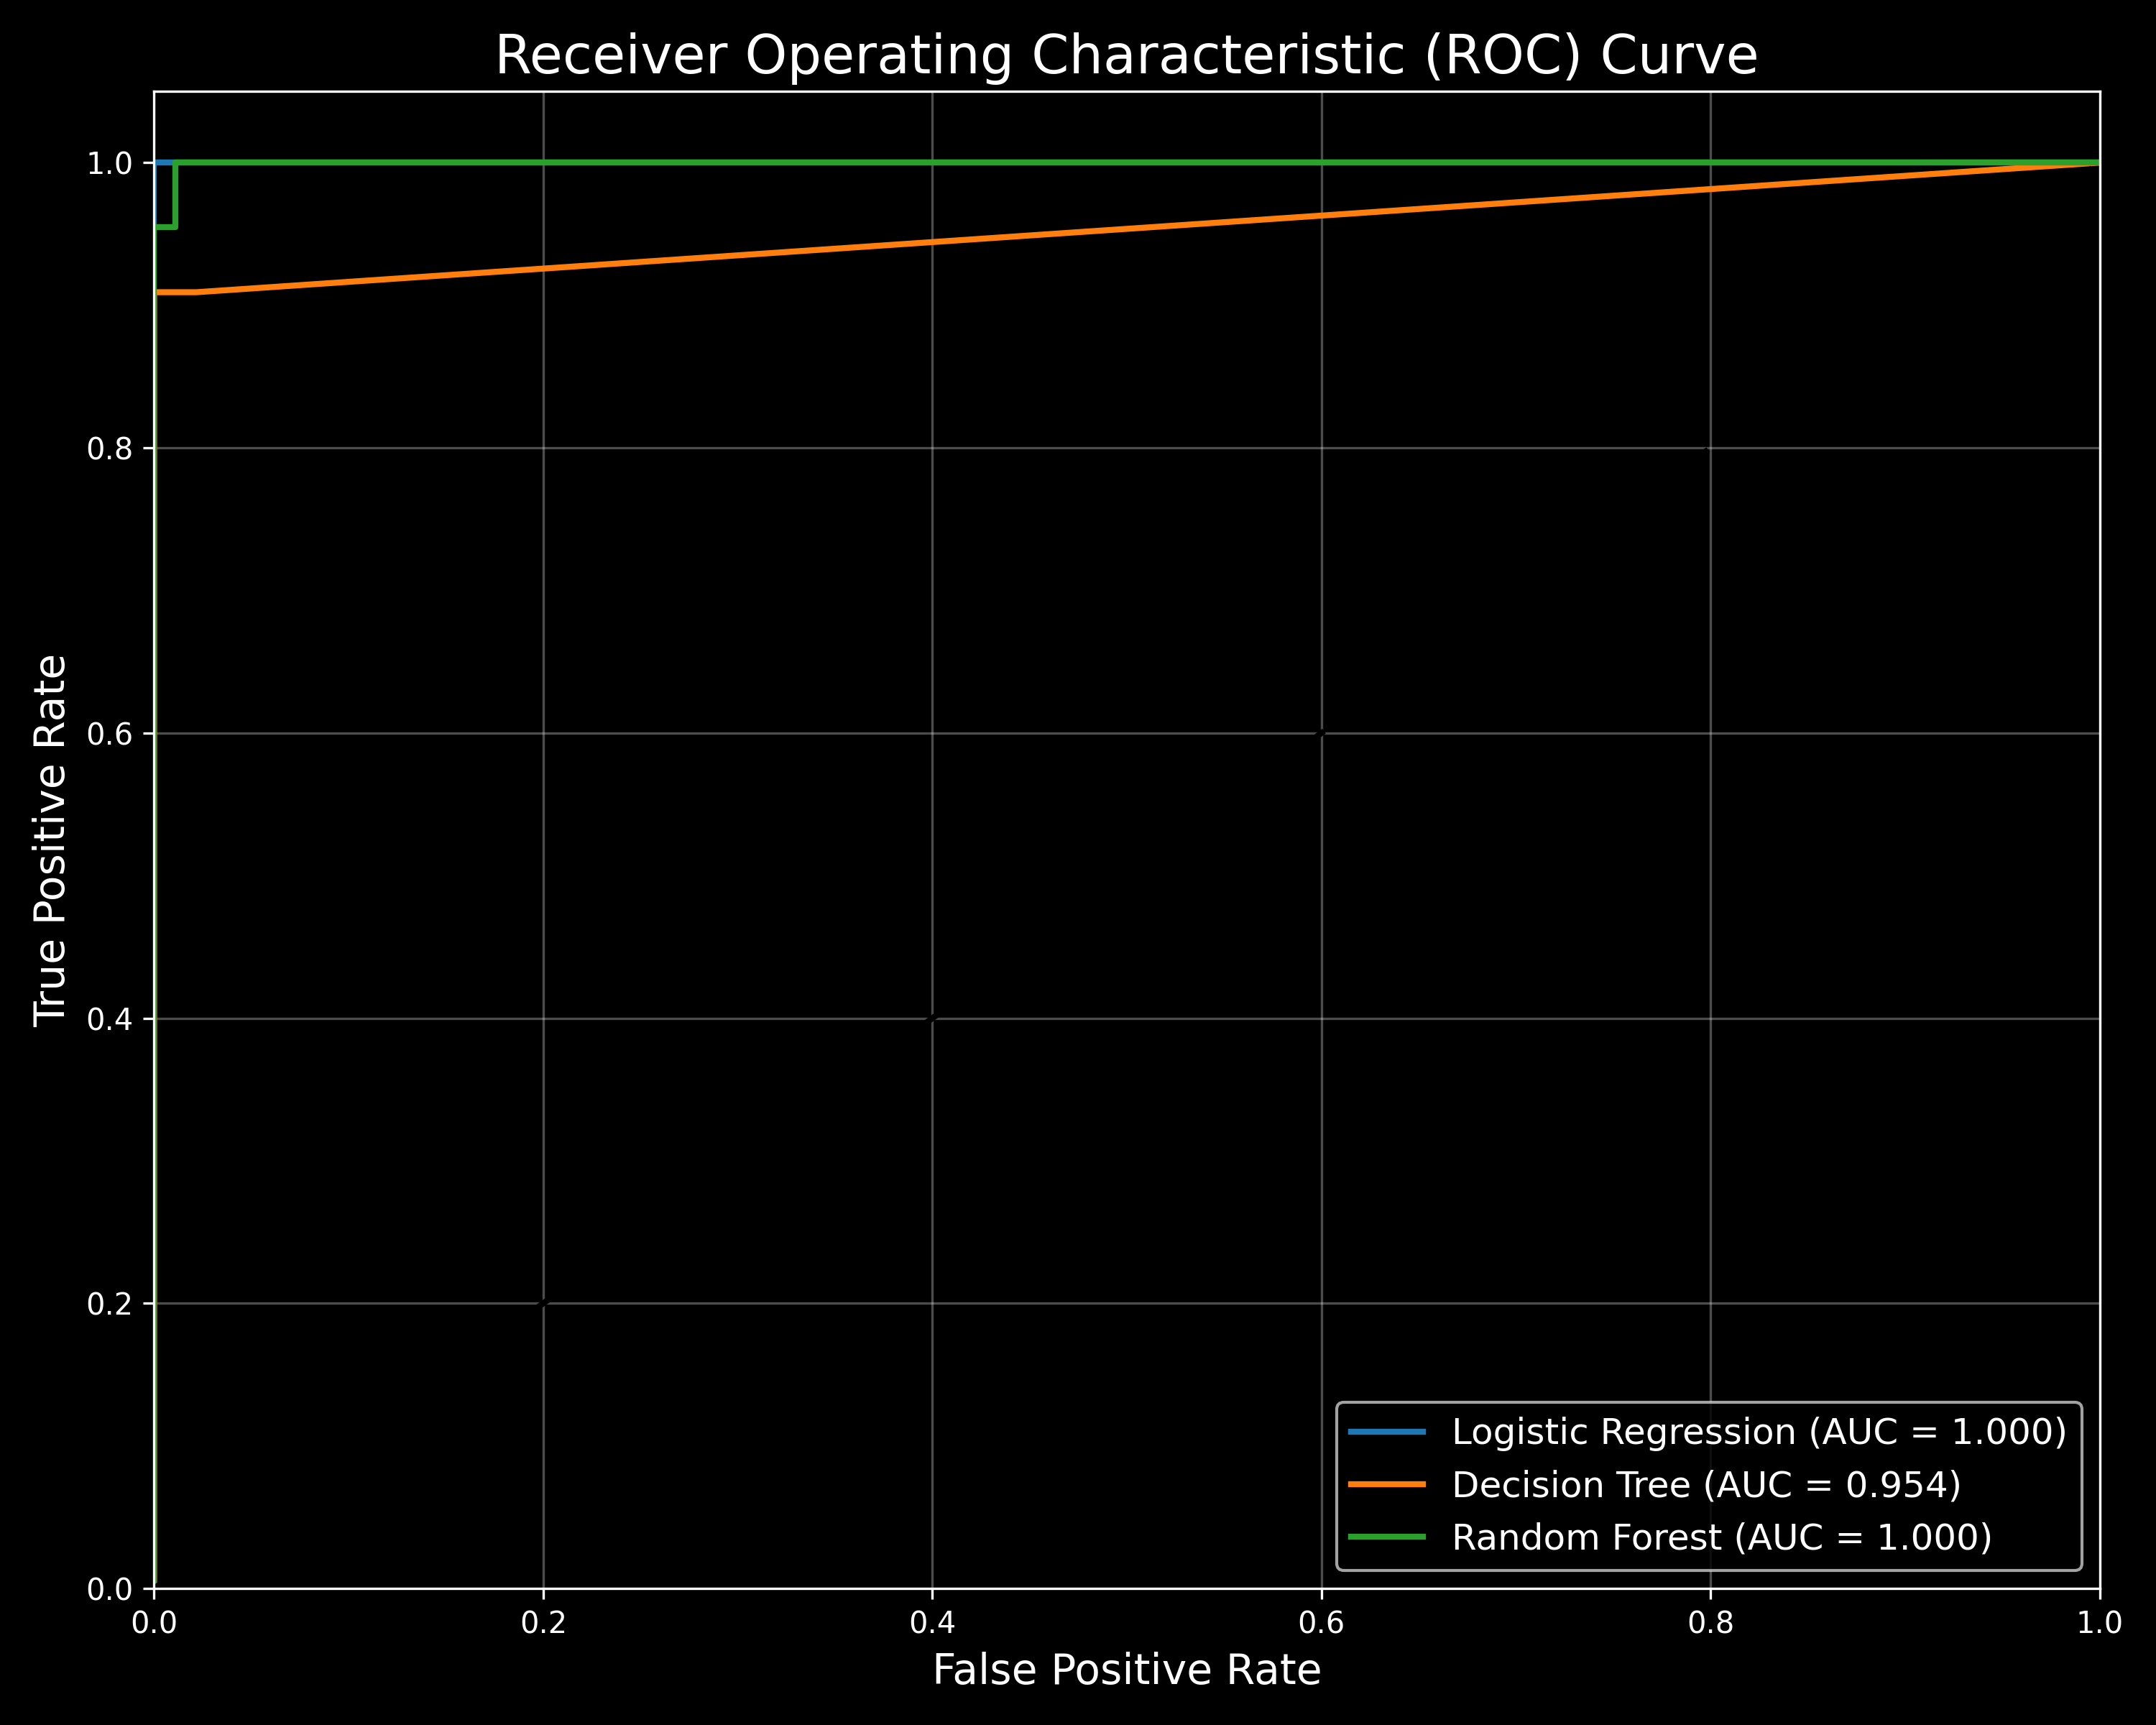 Receiver Operating Characteristic (ROC) Curve
True Positive Rate
1.0
0.8
0.6
0.4
0.2
0.0
0.0 0.2 0.4 0.6 0.8 1.0
False Positive Rate
Logistic Regression (AUC = 1.000)
Decision Tree (AUC = 0.954)
Random Forest (AUC = 1.000)